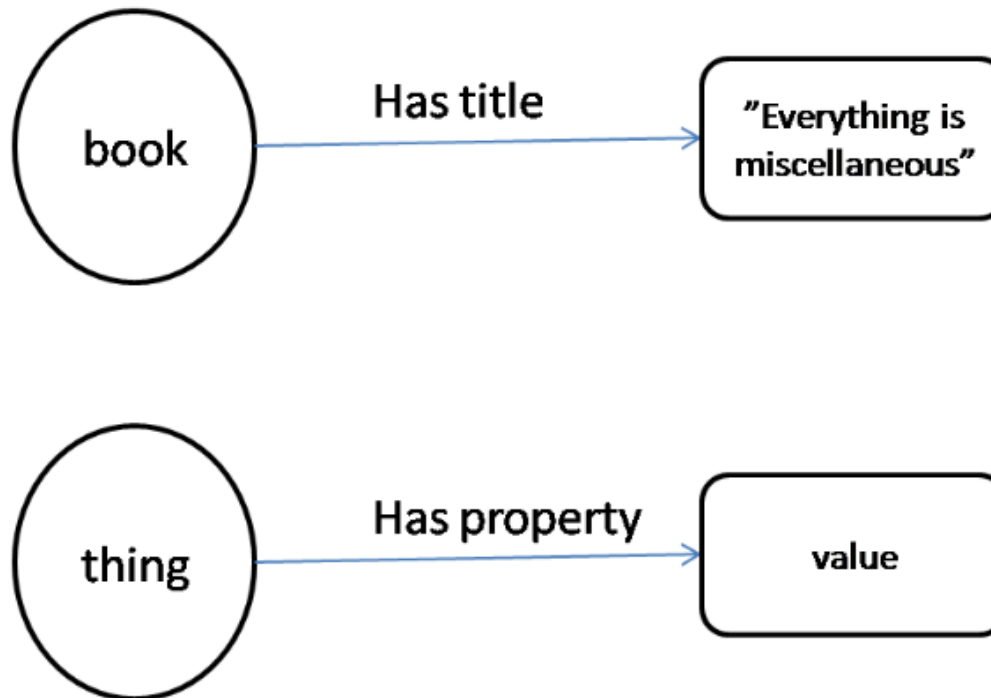 book
Has title
”Everything is
miscellaneous”
thing
Has property
value